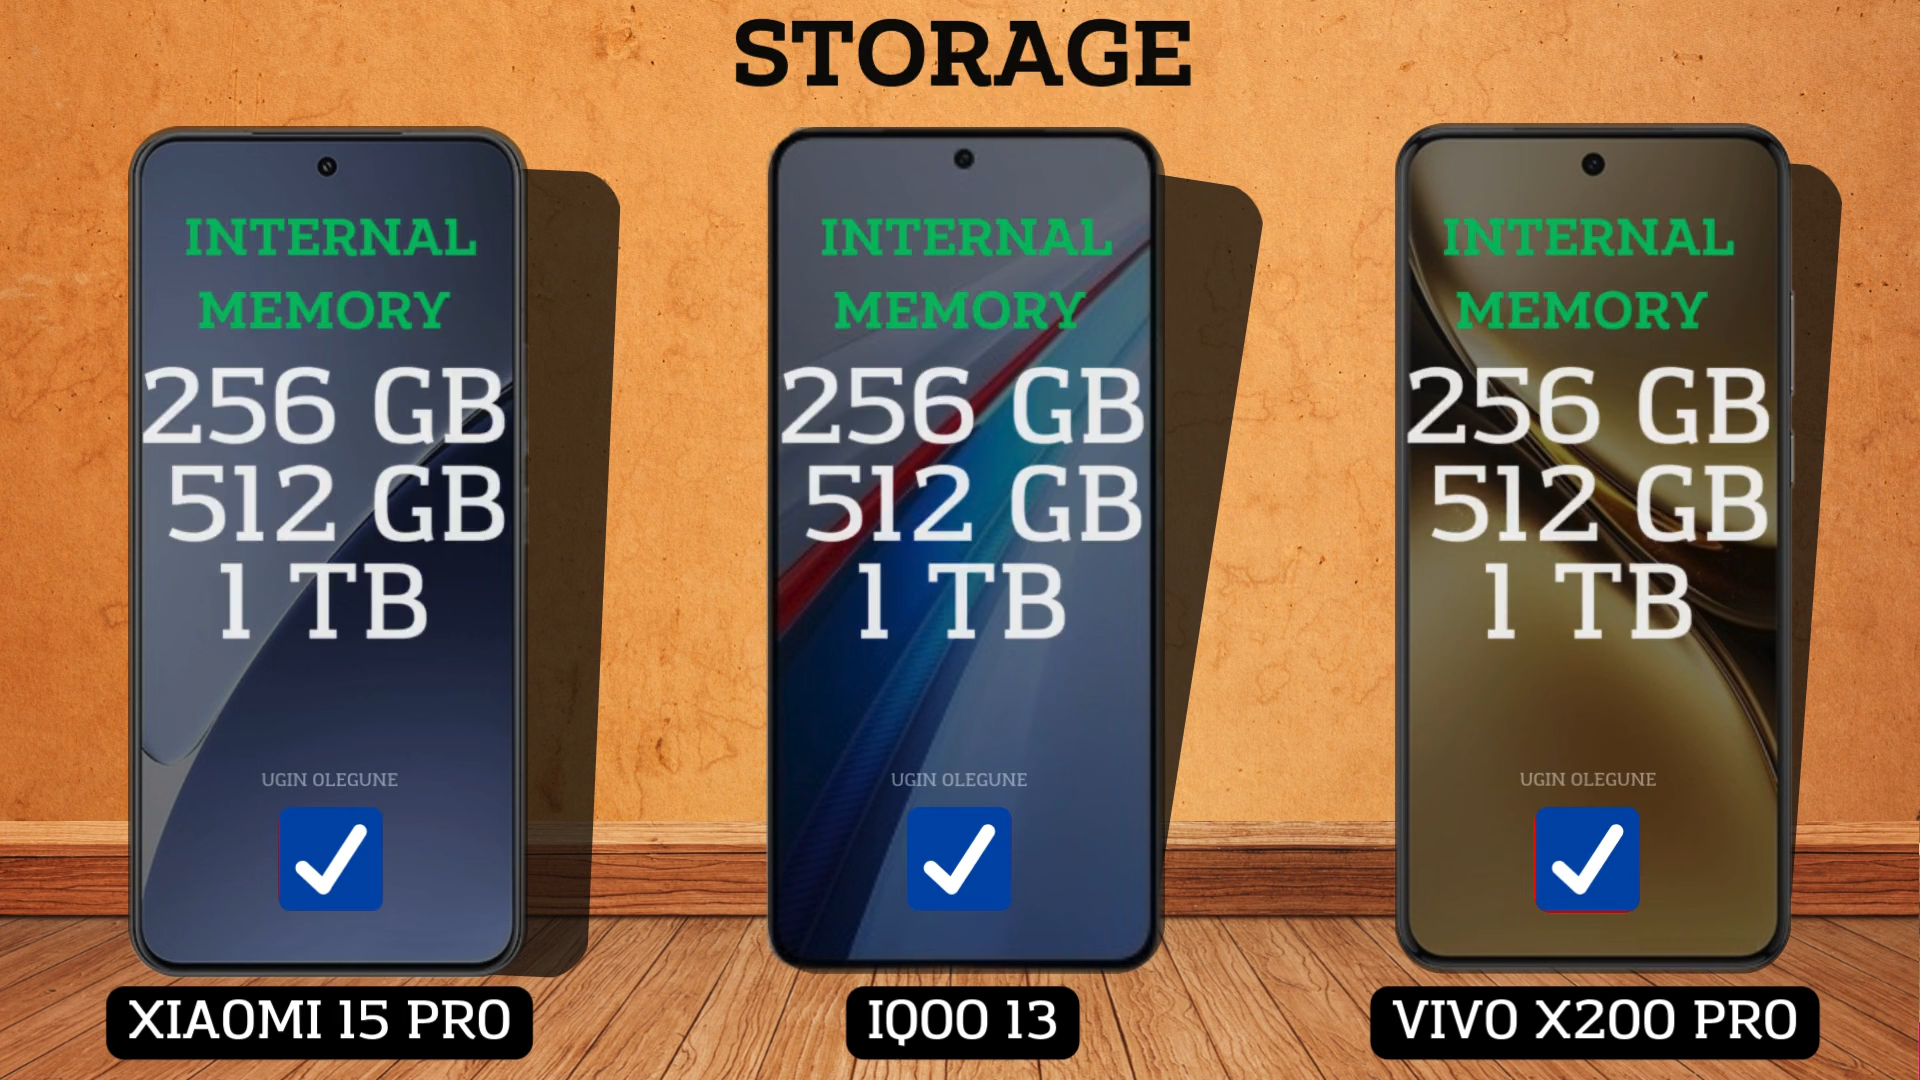 STORAGE
INTERNAL
MEMORY
256 GB
512 GB
1 TB
UGIN OLEGUNE
XIAOMI 15 PRO
INTERNAL
MEMORY
256 GB
512 GB
1 TB
UGIN OLEGUNE
IQOO 13
INTERNAL
MEMORY
256 GB
512 GB
1 TB
UGIN OLEGUNE
VIVO X200 PRO